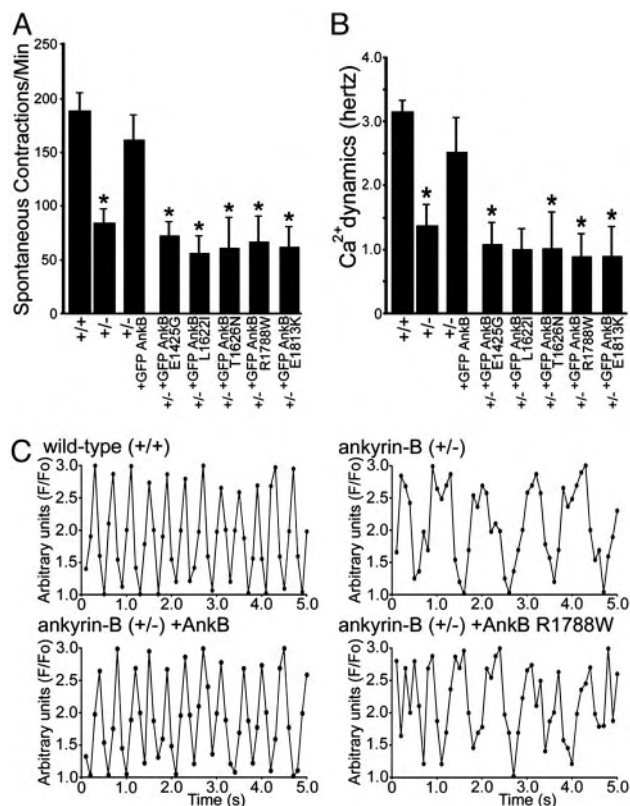 A
Spontaneous Contractions/Min
250
200
150
100
50
0
*
*
*
*
*
*
+/+
+/-
+/-
+GFP AnkB
+/- +GFP AnkB
E1425G
+/- +GFP AnkB
L1622I
+/- +GFP AnkB
T1626N
+/- +GFP AnkB
R1788W
+/- +GFP AnkB
E1813K
B
Ca2+ dynamics (hertz)
4.0
3.0
2.0
1.0
0
*
*
*
*
*
+/+
+/-
+/-
+GFP AnkB
+/- +GFP AnkB
E1425G
+/- +GFP AnkB
L1622I
+/- +GFP AnkB
T1626N
+/- +GFP AnkB
R1788W
+/- +GFP AnkB
E1813K
C
wild-type (+/+)
Arbitrary units (F/Fo)
3.0
2.5
2.0
1.5
1.0
0 1.0 2.0 3.0 4.0 5.0
ankyrin-B (+/-)
Arbitrary units (F/Fo)
3.0
2.5
2.0
1.5
1.0
0 1.0 2.0 3.0 4.0 5.0
ankyrin-B (+/-) +AnkB
Arbitrary units (F/Fo)
3.0
2.5
2.0
1.5
1.0
0 1.0 2.0 3.0 4.0 5.0
Time (s)
ankyrin-B (+/-) +AnkB R1788W
Arbitrary units (F/Fo)
3.0
2.5
2.0
1.5
1.0
0 1.0 2.0 3.0 4.0 5.0
Time (s)